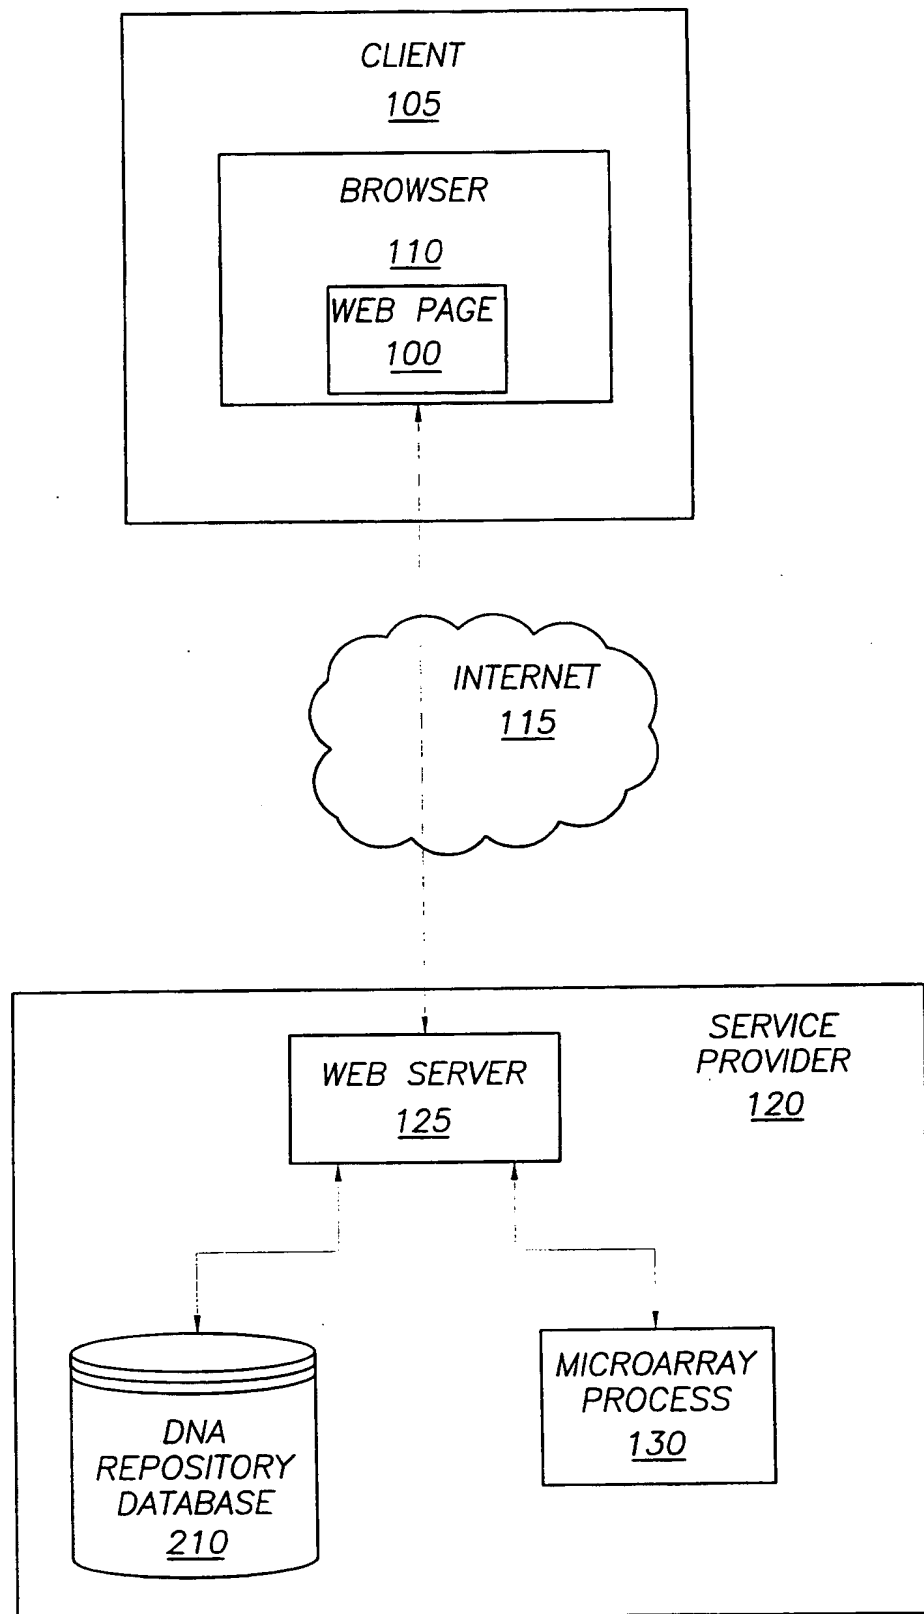 CLIENT
105
BROWSER
110
WEB PAGE
100
INTERNET
115
SERVICE
PROVIDER
120
WEB SERVER
125
DNA
REPOSITORY
DATABASE
210
MICROARRAY
PROCESS
130